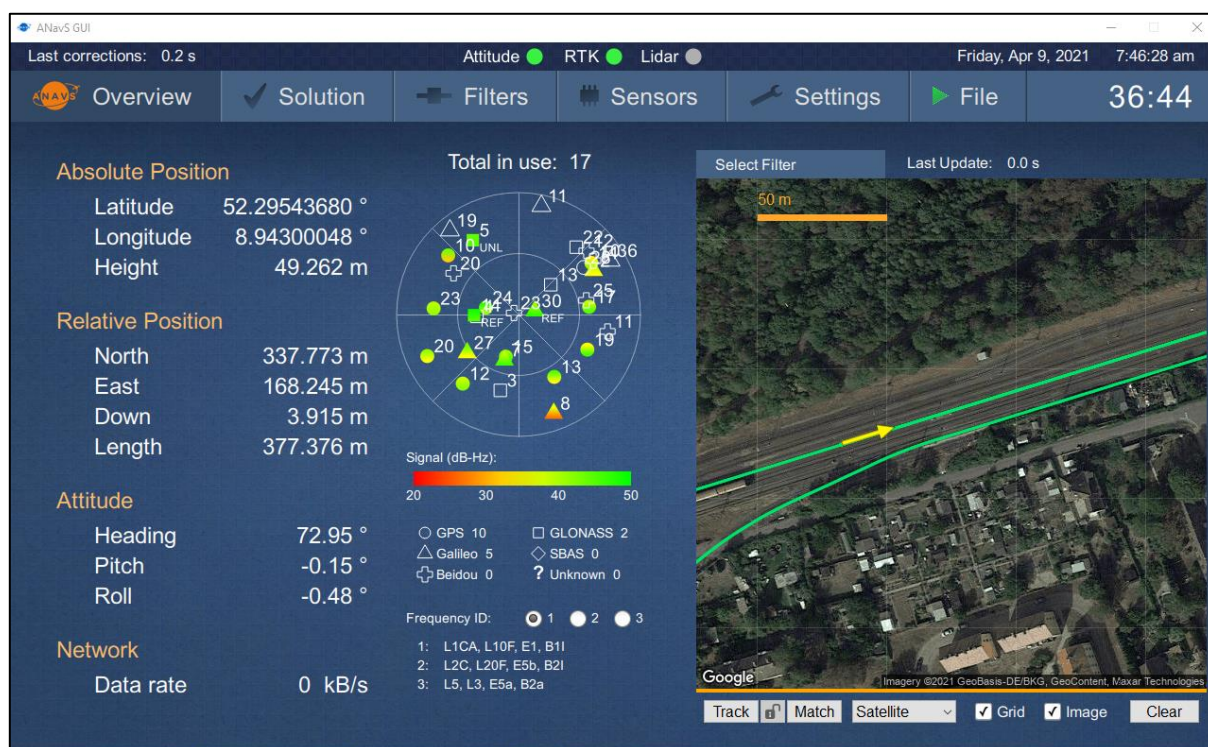 ANavS GUI
Last corrections: 0.2 s
Attitude RTK Lidar
Friday, Apr 9, 2021 7:46:28 am
ANAVS Overview Solution Filters Sensors Settings File 36:44
Absolute Position
Latitude 52.29543680 °
Longitude 8.94300048 °
Height 49.262 m
Relative Position
North 337.773 m
East 168.245 m
Down 3.915 m
Length 377.376 m
Attitude
Heading 72.95 °
Pitch -0.15 °
Roll -0.48 °
Network
Data rate 0 kB/s
Total in use: 17
11
19
5
UNL
10
20
13
36
23
24
REF
23
30
REF
25
17
11
19
20
27
15
13
12
3
8
Signal (dB-Hz):
20 30 40 50
GPS 10 GLONASS 2
Galileo 5 SBAS 0
Beidou 0 ? Unknown 0
Frequency ID: 1 2 3
1: L1CA, L1OF, E1, B1I
2: L2C, L2OF, E5b, B2I
3: L5, L3, E5a, B2a
Select Filter
Last Update: 0.0 s
50 m
Google
Imagery ©2021 GeoBasis-DE/BKG, GeoContent, Maxar Technologies
Track Match Satellite Grid Image Clear